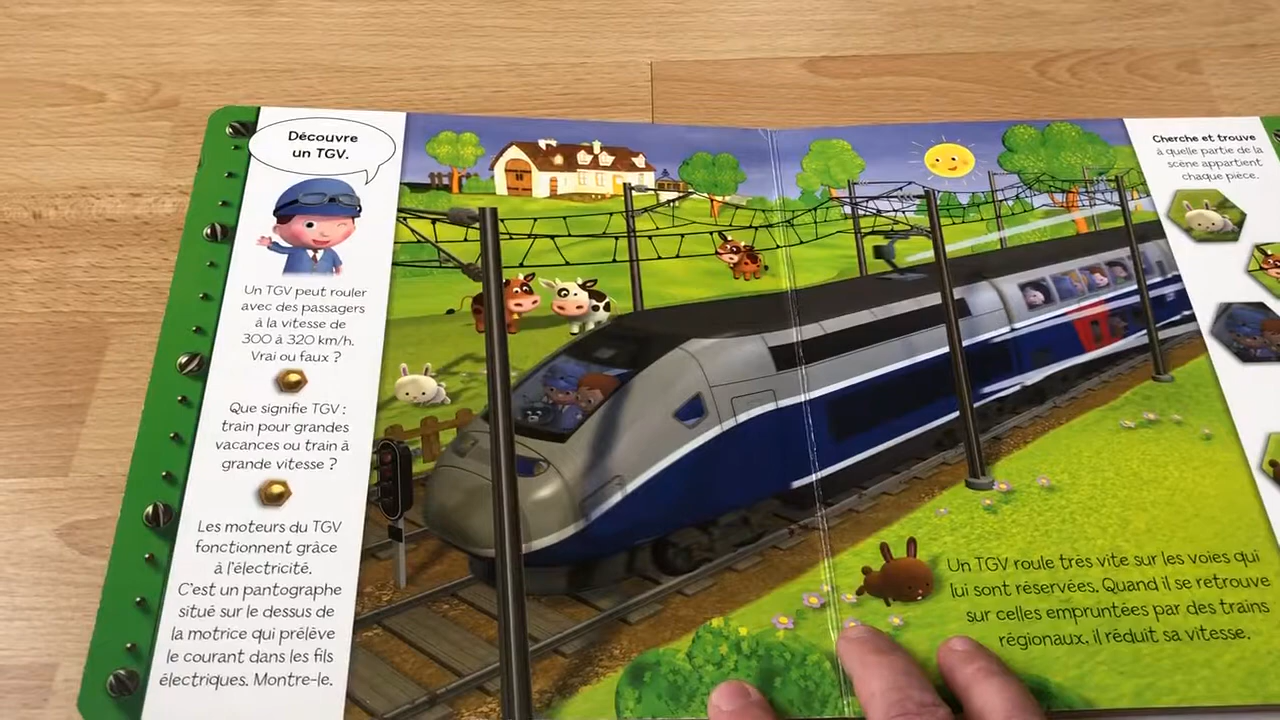 Découvre
un TGV.
Un TGV peut rouler
avec des passagers
à la vitesse de
300 à 320 km/h.
Vrai ou faux ?
Que signifie TGV :
train pour grandes
vacances ou train à
grande vitesse ?
Les moteurs du TGV
fonctionnent grâce
à l'électricité.
C'est un pantographe
situé sur le dessus de
la motrice qui prélève
le courant dans les fils
électriques. Montre-le.
Un TGV roule très vite sur les voies qui
lui sont réservées. Quand il se retrouve
sur celles empruntées par des trains
régionaux, il réduit sa vitesse.
Cherche et trouve
à quelle partie de la
scène appartient
chaque pièce.